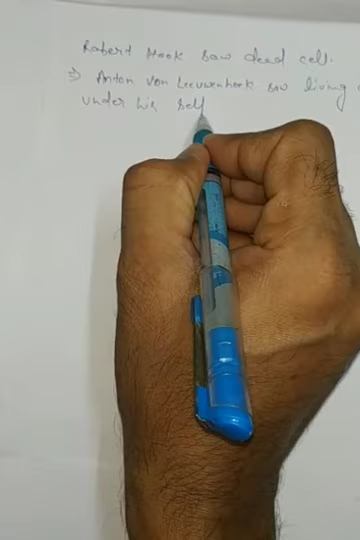 Robert Hook saw dead cell.
⇒ Anton von Leeuwenhoek saw living
under his self